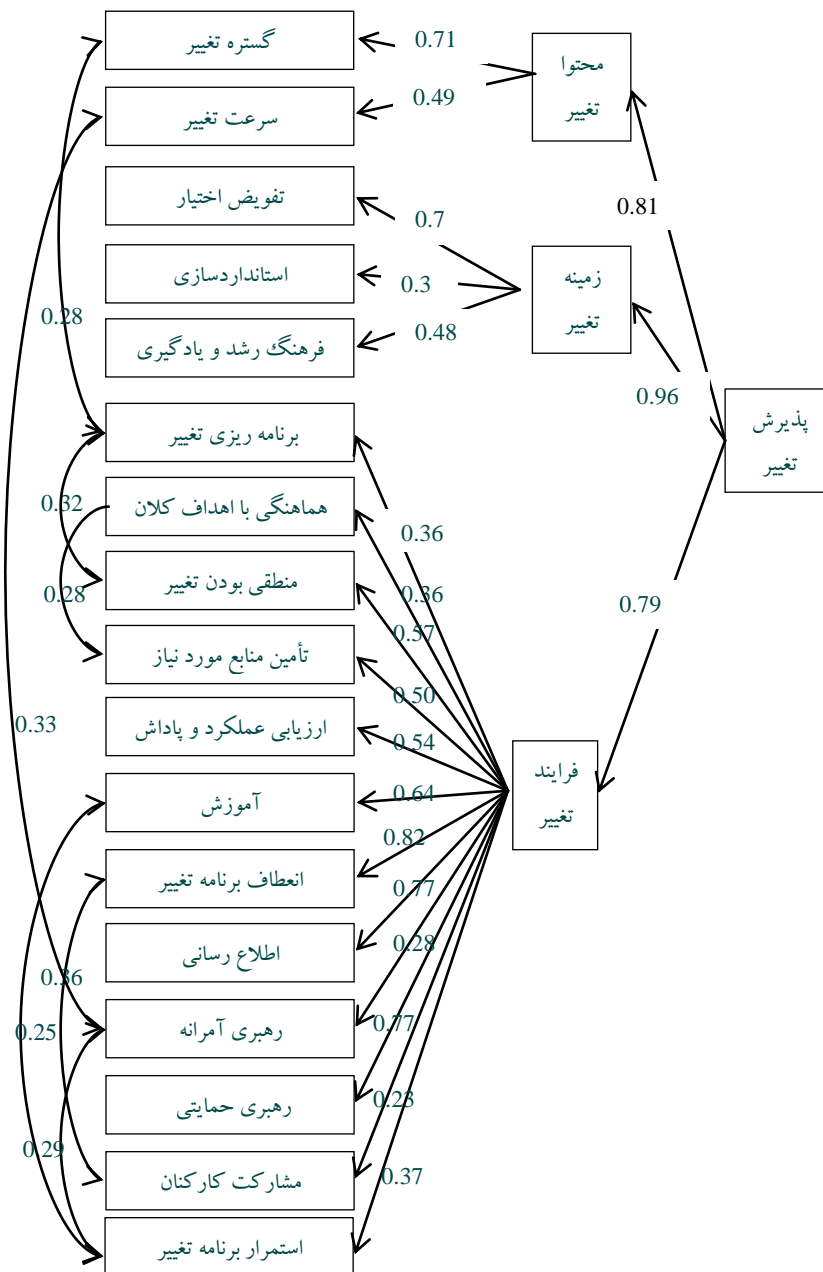 گستره تغییر
0.71
محتوا
تغییر
0.49
سرعت تغییر
تفویض اختیار
0.81
0.7
استانداردسازی
0.3
زمینه
تغییر
0.28
0.48
فرهنگ رشد و یادگیری
0.96
پذیرش
تغییر
برنامه ریزی تغییر
0.32
هماهنگی با اهداف کلان
0.36
منطقی بودن تغییر
0.28
0.36
0.79
0.57
تأمین منابع مورد نیاز
0.50
0.33
ارزیابی عملکرد و پاداش
0.54
فرایند
تغییر
آموزش
0.64
0.82
انعطاف برنامه تغییر
0.77
اطلاع رسانی
0.28
0.36
رهبری آمرانه
0.25
0.77
رهبری حمایتی
0.23
0.29
مشارکت کارکنان
0.37
استمرار برنامه تغییر